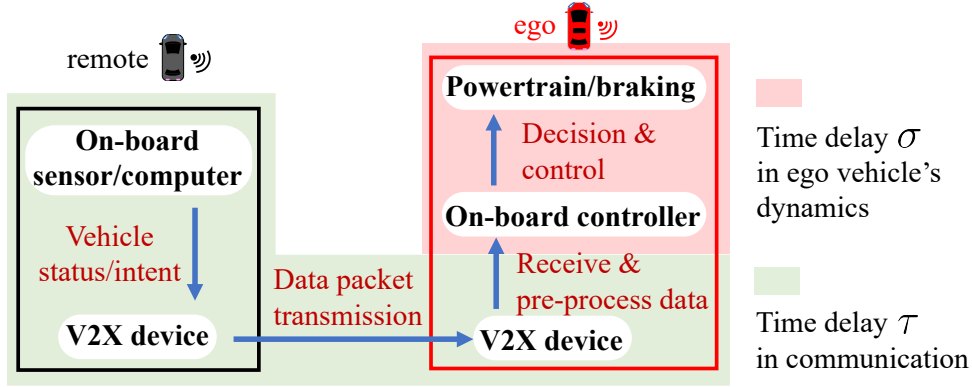 remote
ego
On-board
sensor/computer
Vehicle
status/intent
V2X device
Data packet
transmission
Powertrain/braking
Decision &
control
On-board controller
Receive &
pre-process data
V2X device
Time delay σ
in ego vehicle's
dynamics
Time delay τ
in communication